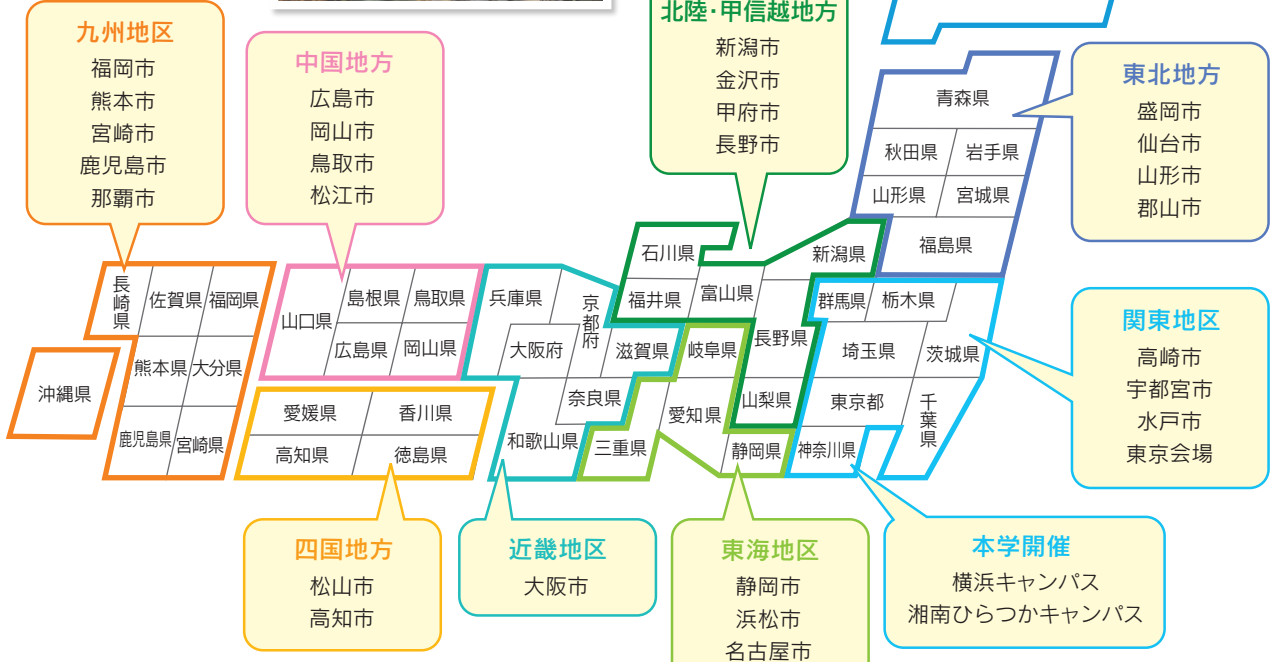 九州地区
福岡市
熊本市
宮崎市
鹿児島市
那覇市
中国地方
広島市
岡山市
鳥取市
松江市
北陸・甲信越地方
新潟市
金沢市
甲府市
長野市
東北地方
盛岡市
仙台市
山形市
郡山市
関東地区
高崎市
宇都宮市
水戸市
東京会場
青森県
秋田県
岩手県
山形県
宮城県
福島県
石川県
新潟県
福井県
富山県
群馬県
栃木県
長野県
埼玉県
茨城県
山梨県
東京都
千葉県
神奈川県
長崎県
佐賀県
福岡県
熊本県
大分県
鹿児島県
宮崎県
沖縄県
山口県
島根県
鳥取県
広島県
岡山県
愛媛県
香川県
高知県
徳島県
兵庫県
京都府
大阪府
滋賀県
奈良県
和歌山県
岐阜県
愛知県
三重県
静岡県
四国地方
松山市
高知市
近畿地区
大阪市
東海地区
静岡市
浜松市
名古屋市
本学開催
横浜キャンパス
湘南ひらつかキャンパス